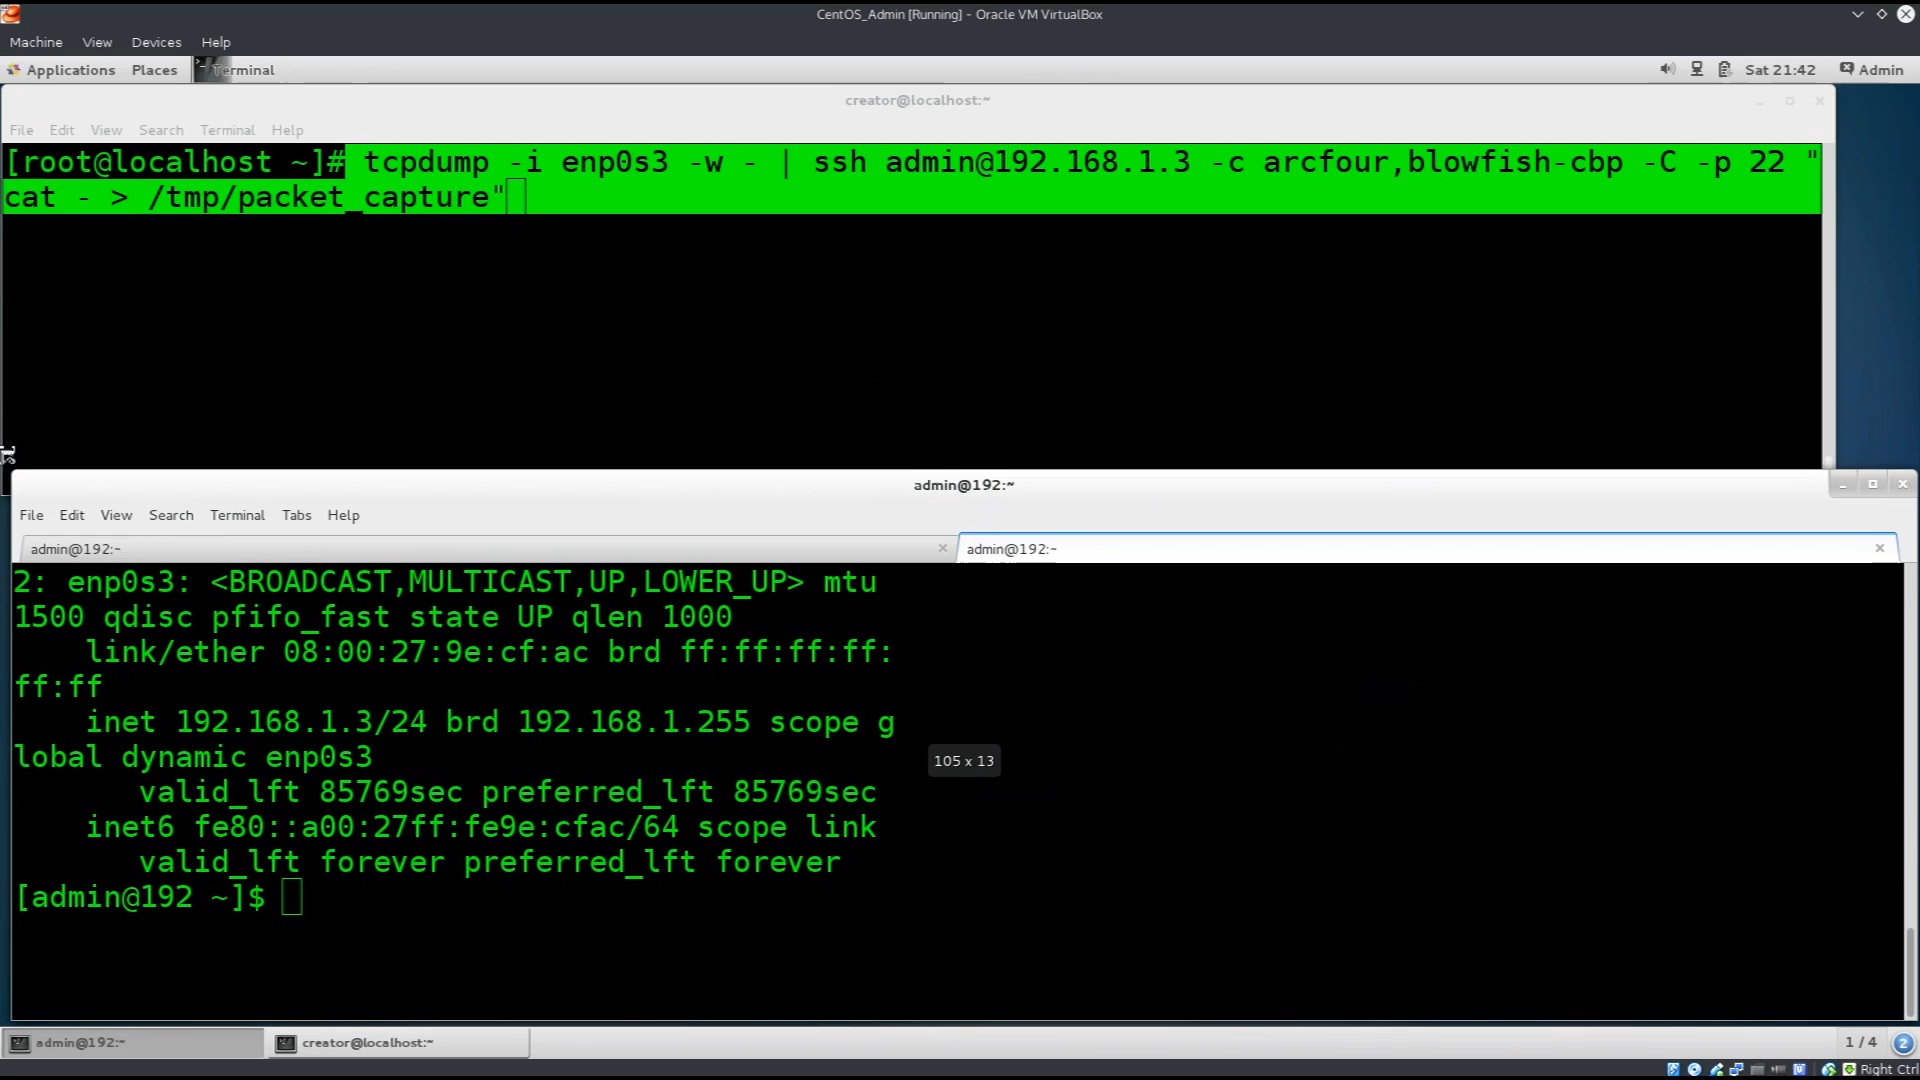 CentOS_Admin [Running] - Oracle VM VirtualBox
Machine View Devices Help
Applications Places Terminal Sat 21:42 Admin
creator@localhost:~
File Edit View Search Terminal Help
[root@localhost ~]# tcpdump -i enp0s3 -w - | ssh admin@192.168.1.3 -c arcfour,blowfish-cbp -C -p 22 "
cat - > /tmp/packet_capture"
admin@192:~
File Edit View Search Terminal Tabs Help
admin@192:~ admin@192:~
2: enp0s3: <BROADCAST,MULTICAST,UP,LOWER_UP> mtu
1500 qdisc pfifo_fast state UP qlen 1000
link/ether 08:00:27:9e:cf:ac brd ff:ff:ff:ff:
ff:ff
inet 192.168.1.3/24 brd 192.168.1.255 scope g
lobal dynamic enp0s3
105 x 13
valid_lft 85769sec preferred_lft 85769sec
inet6 fe80::a00:27ff:fe9e:cfac/64 scope link
valid_lft forever preferred_lft forever
[admin@192 ~]$
admin@192:~ creator@localhost:~ 1 / 4 2
Right Ctrl